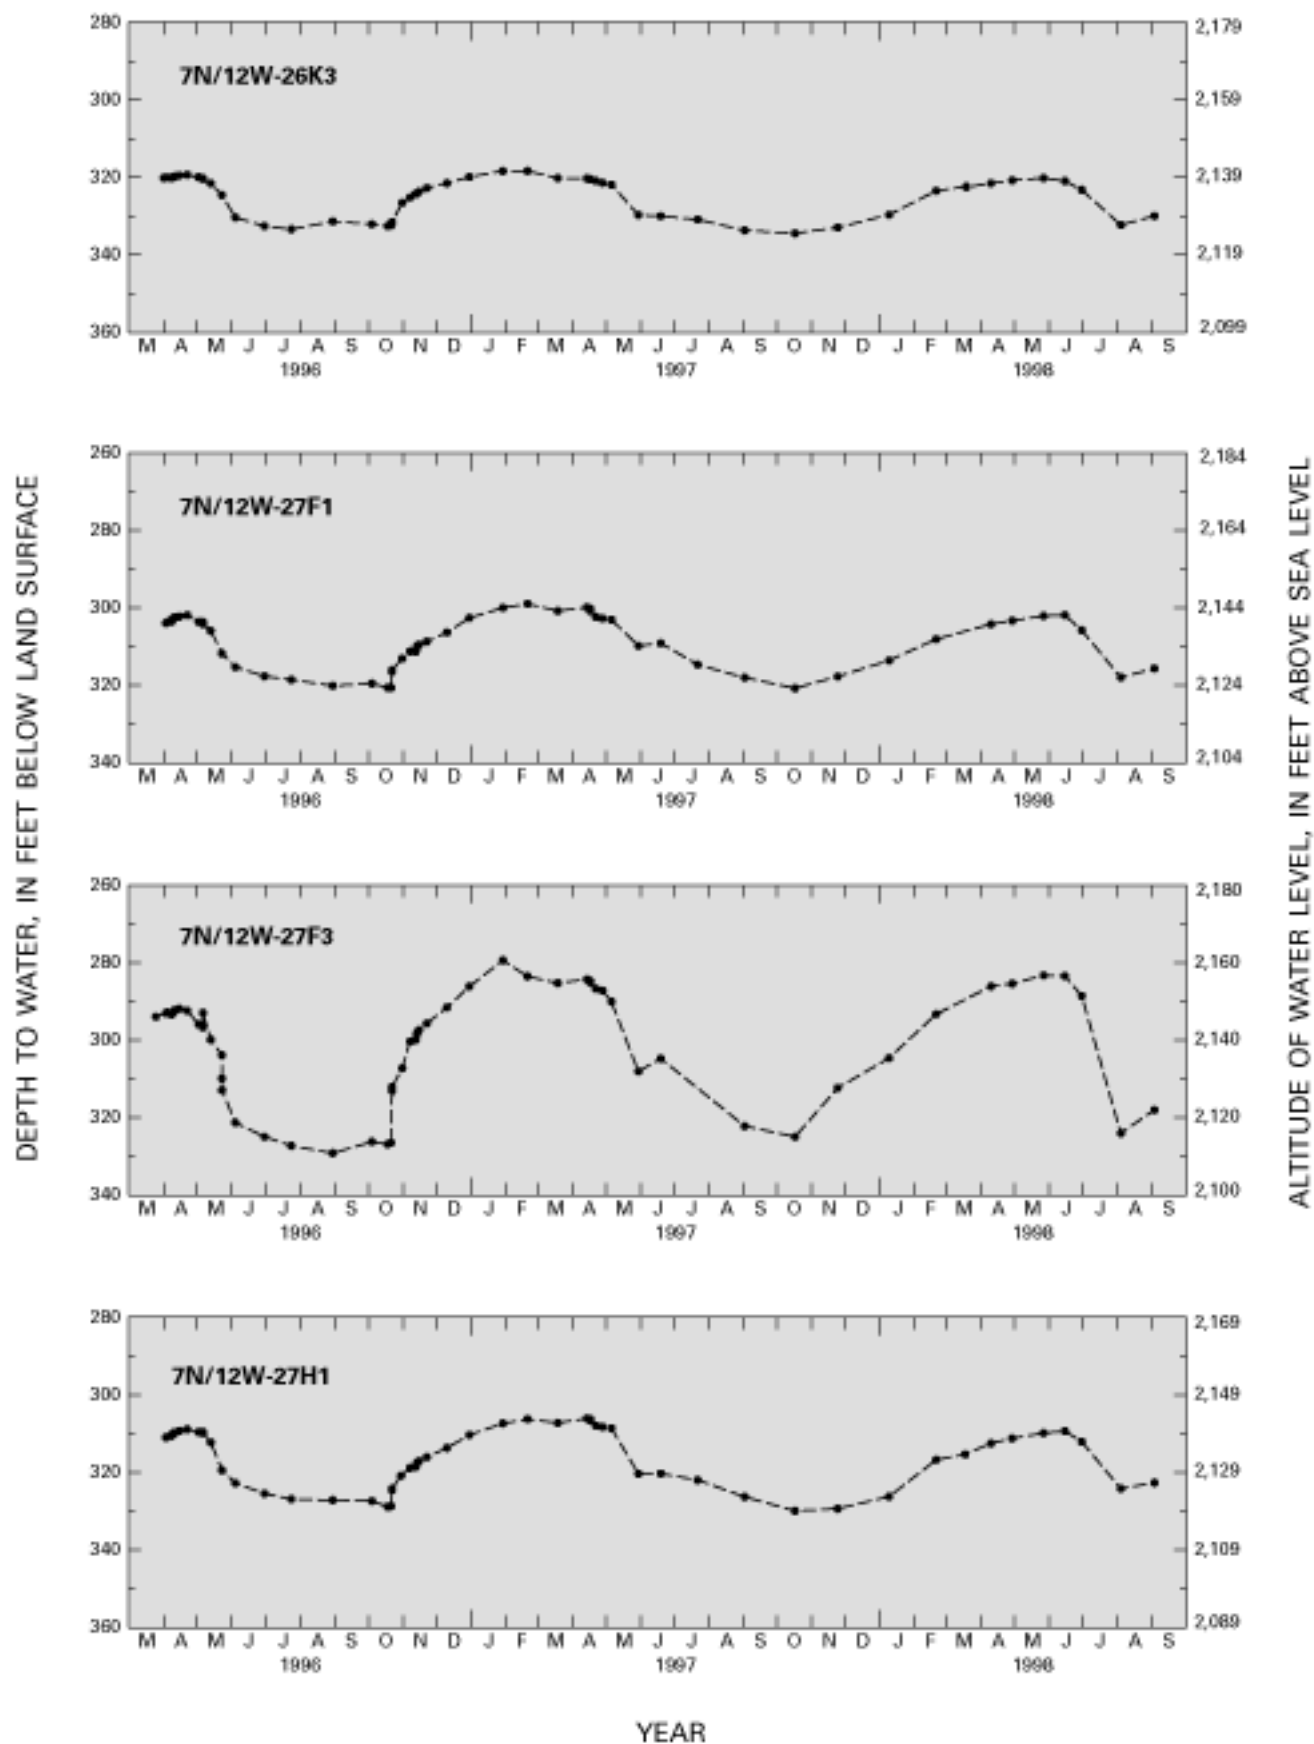 DEPTH TO WATER, IN FEET BELOW LAND SURFACE
7N/12W-26K3
280
300
320
340
360
2,179
2,159
2,139
2,119
2,099
M A M J J A S O N D J F M A M J J A S O N D J F M A M J J A S
1996 1997 1998
7N/12W-27F1
260
280
300
320
340
2,184
2,164
2,144
2,124
2,104
M A M J J A S O N D J F M A M J J A S O N D J F M A M J J A S
1996 1997 1998
7N/12W-27F3
260
280
300
320
340
2,180
2,160
2,140
2,120
2,100
M A M J J A S O N D J F M A M J J A S O N D J F M A M J J A S
1996 1997 1998
7N/12W-27H1
280
300
320
340
360
2,169
2,149
2,129
2,109
2,089
M A M J J A S O N D J F M A M J J A S O N D J F M A M J J A S
1996 1997 1998
YEAR
ALTITUDE OF WATER LEVEL, IN FEET ABOVE SEA LEVEL